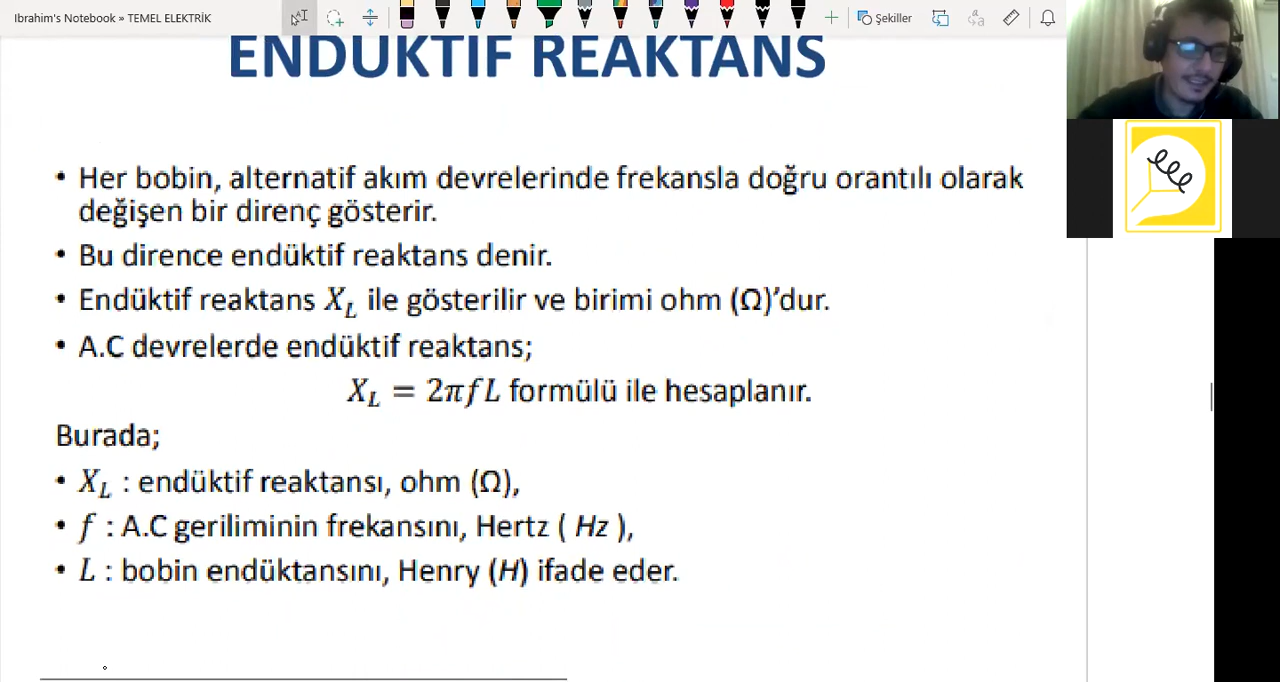 Ibrahim's Notebook » TEMEL ELEKTRİK
Şekiller
ENDÜKTİF REAKTANS
• Her bobin, alternatif akım devrelerinde frekansla doğru orantılı olarak
değişen bir direnç gösterir.
• Bu dirence endüktif reaktans denir.
• Endüktif reaktans X_L ile gösterilir ve birimi ohm (Ω)’dur.
• A.C devrelerde endüktif reaktans;
X_L = 2πfL formülü ile hesaplanır.
Burada;
• X_L : endüktif reaktansı, ohm (Ω),
• f : A.C geriliminin frekansını, Hertz ( Hz ),
• L : bobin endüktansını, Henry (H) ifade eder.